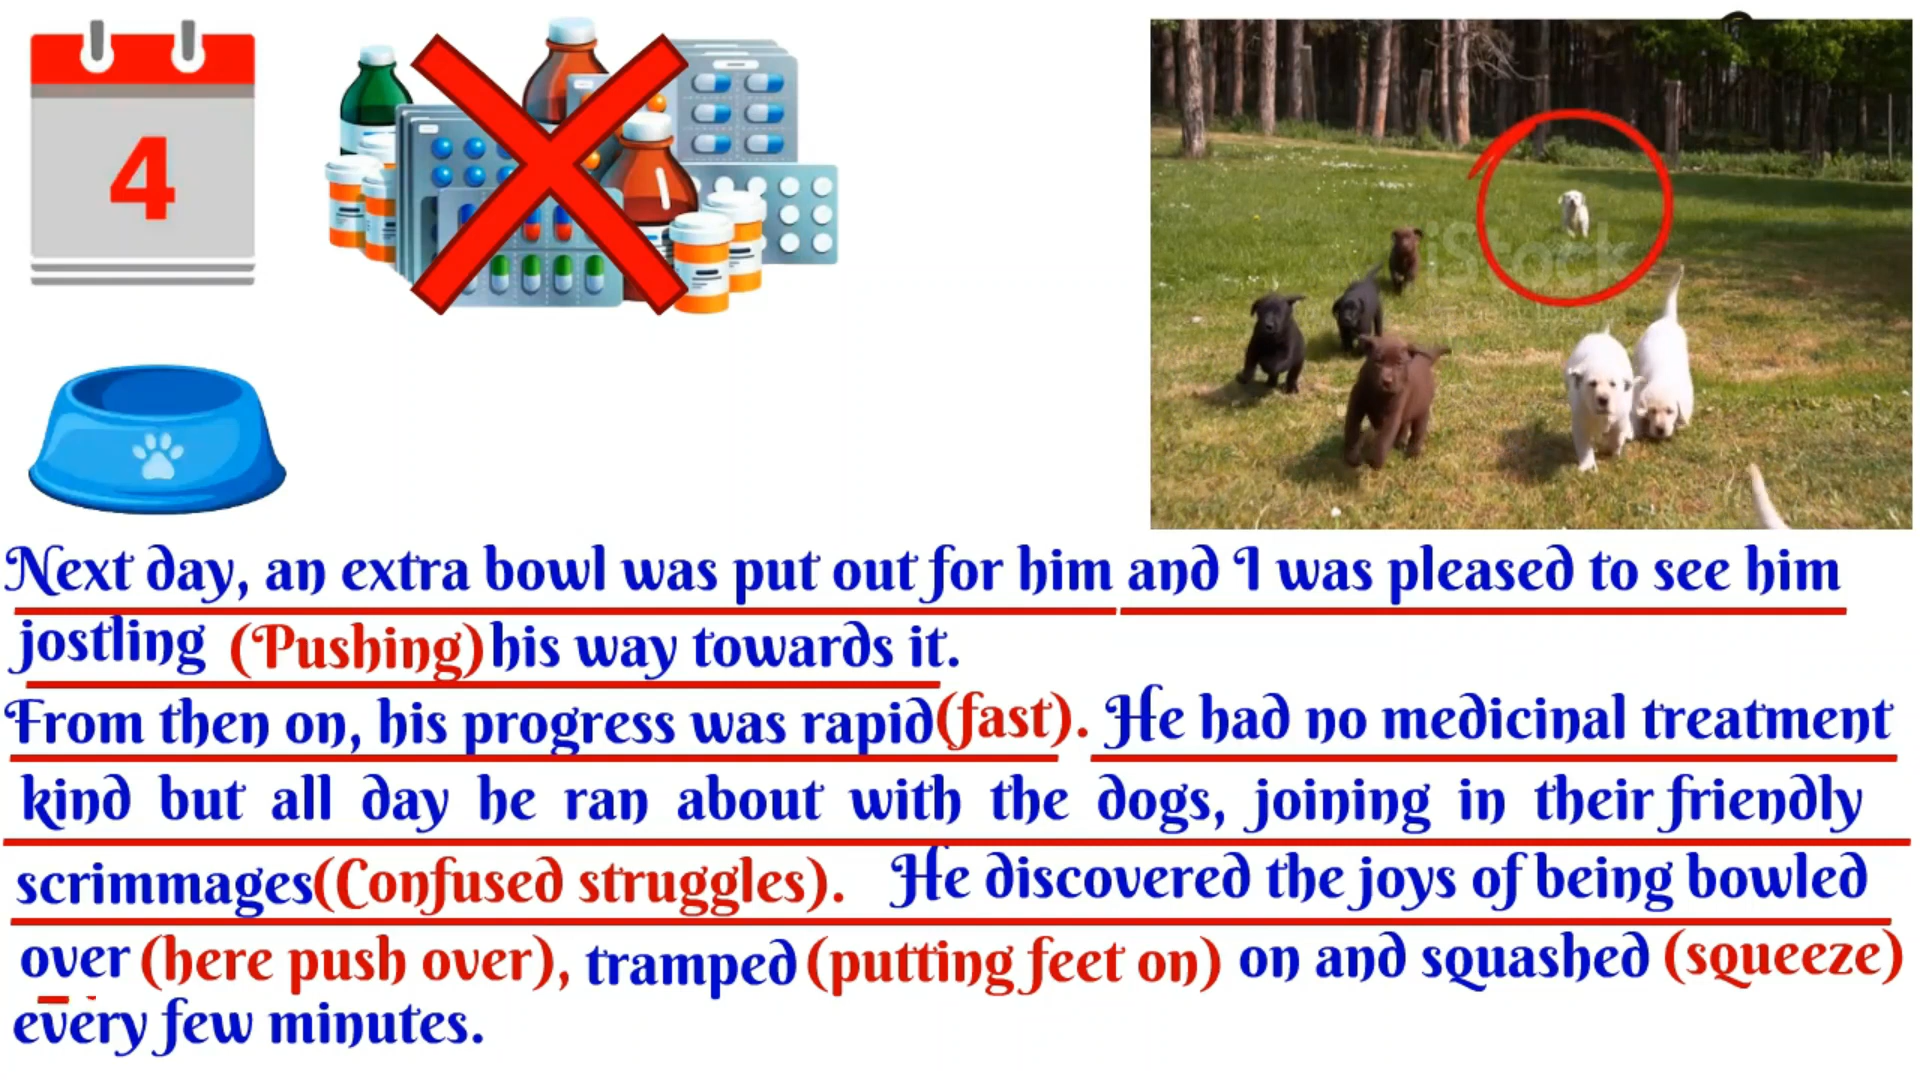 4
iStock
Next day, an extra bowl was put out for him and I was pleased to see him
jostling (Pushing) his way towards it.
From then on, his progress was rapid(fast). He had no medicinal treatment
kind but all day he ran about with the dogs, joining in their friendly
scrimmages(Confused struggles). He discovered the joys of being bowled
over (here push over), tramped (putting feet on) on and squashed (squeeze)
every few minutes.